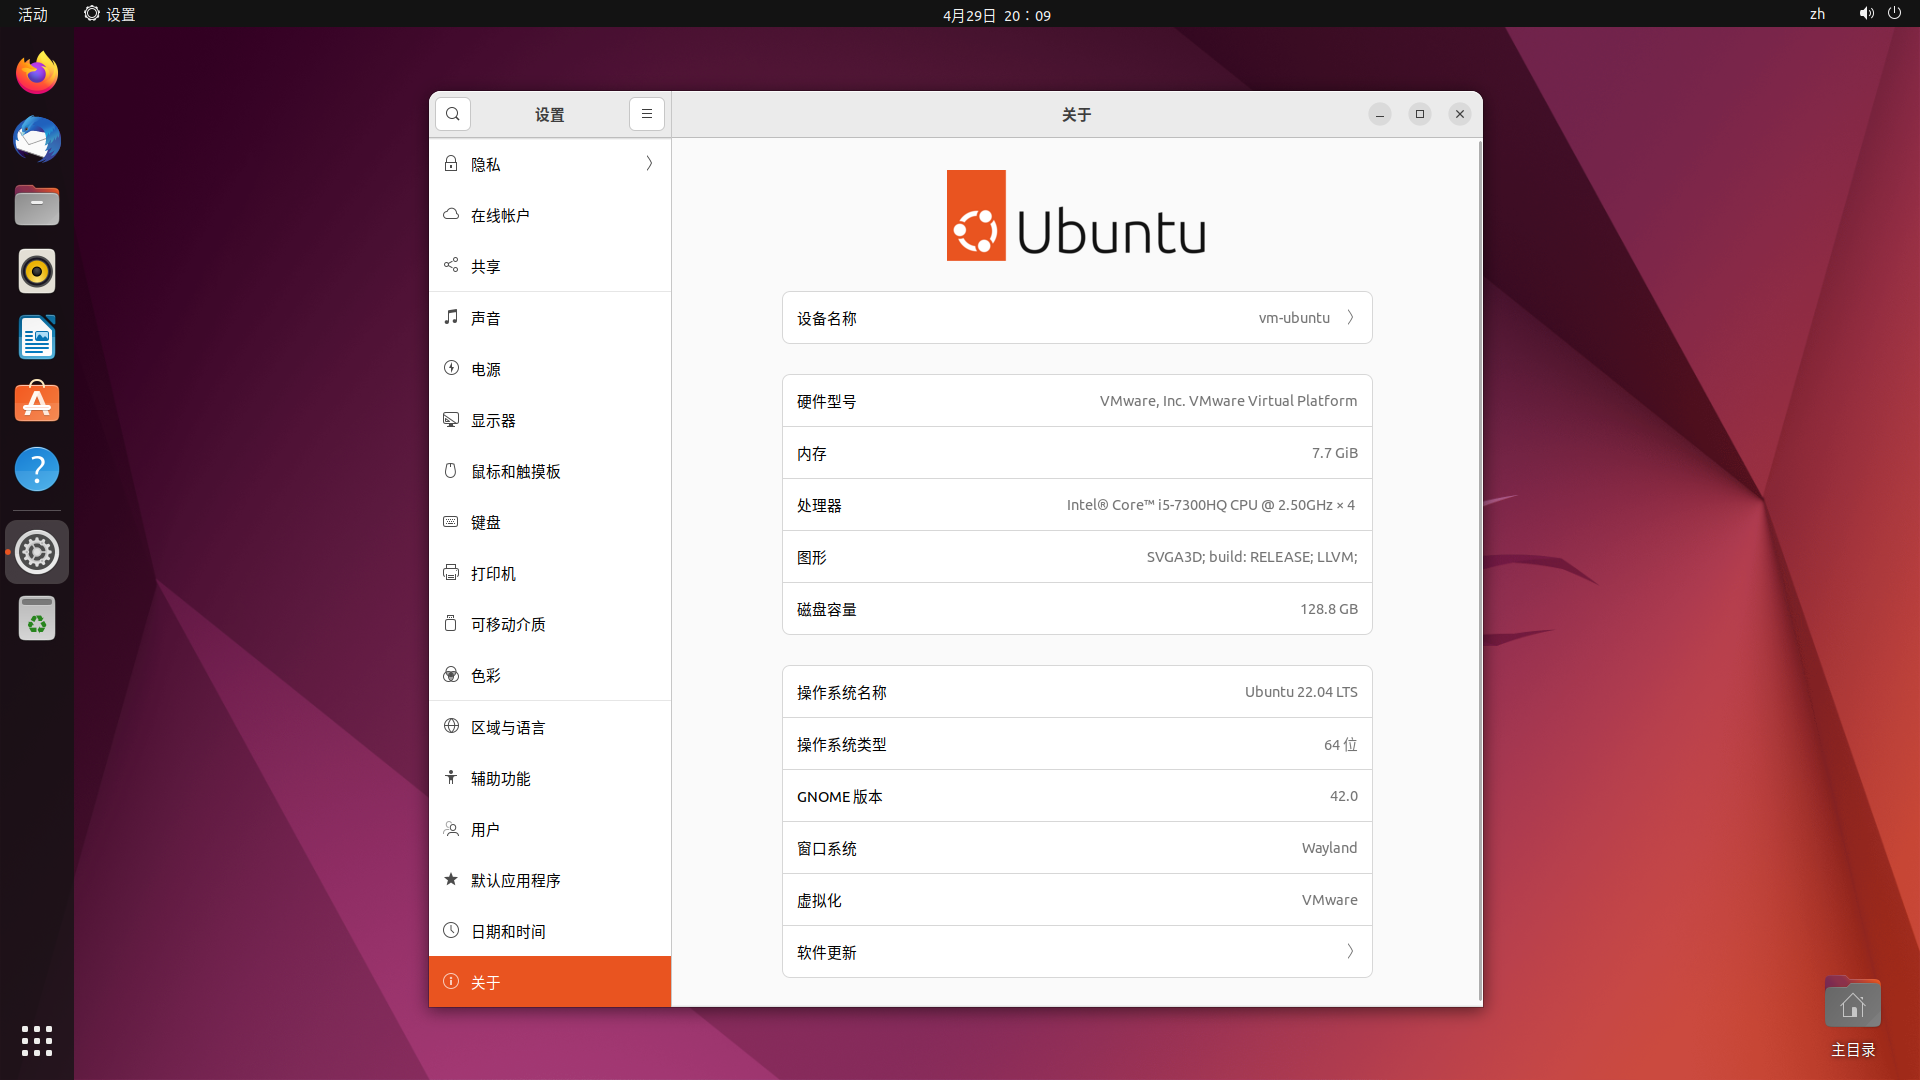 活动 设置 4月29日 20：09 zh
设置
关于
隐私
在线帐户
共享
声音
电源
显示器
鼠标和触摸板
键盘
打印机
可移动介质
色彩
区域与语言
辅助功能
用户
默认应用程序
日期和时间
关于
Ubuntu
设备名称 vm-ubuntu
硬件型号 VMware, Inc. VMware Virtual Platform
内存 7.7 GiB
处理器 Intel® Core™ i5-7300HQ CPU @ 2.50GHz × 4
图形 SVGA3D; build: RELEASE; LLVM;
磁盘容量 128.8 GB
操作系统名称 Ubuntu 22.04 LTS
操作系统类型 64 位
GNOME 版本 42.0
窗口系统 Wayland
虚拟化 VMware
软件更新
主目录